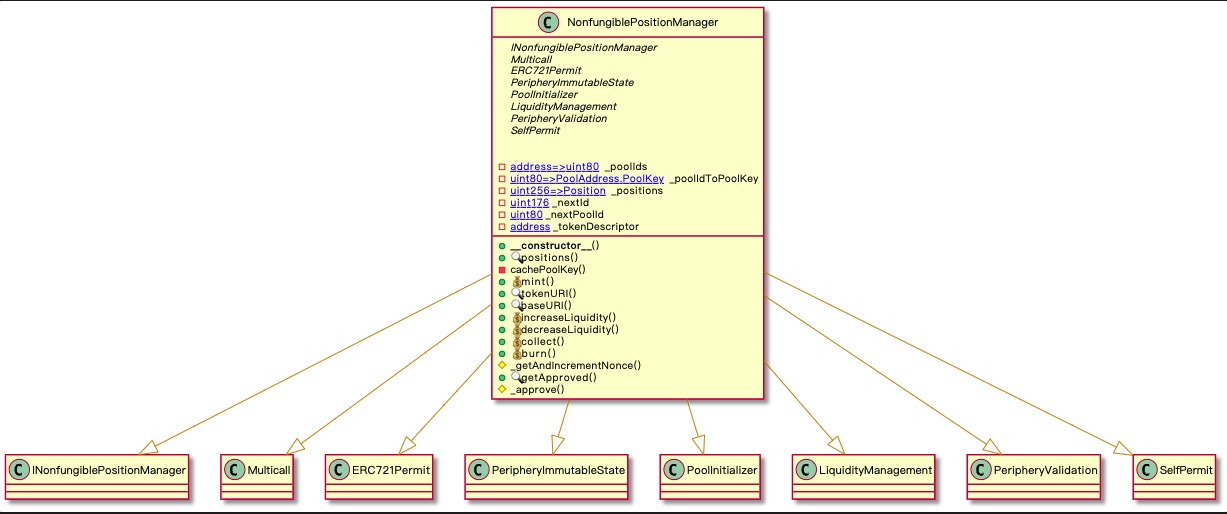 C NonfungiblePositionManager
INonfungiblePositionManager
Multicall
ERC721Permit
PeripheryImmutableState
PoolInitializer
LiquidityManagement
PeripheryValidation
SelfPermit
address=>uint80 _poolIds
uint80=>PoolAddress.PoolKey _poolIdToPoolKey
uint256=>Position _positions
uint176 _nextId
uint80 _nextPoolId
address _tokenDescriptor
__constructor__()
positions()
cachePoolKey()
mint()
tokenURI()
baseURI()
increaseLiquidity()
decreaseLiquidity()
collect()
burn()
_getAndIncrementNonce()
getApproved()
_approve()
C INonfungiblePositionManager
C Multicall
C ERC721Permit
C PeripheryImmutableState
C PoolInitializer
C LiquidityManagement
C PeripheryValidation
C SelfPermit